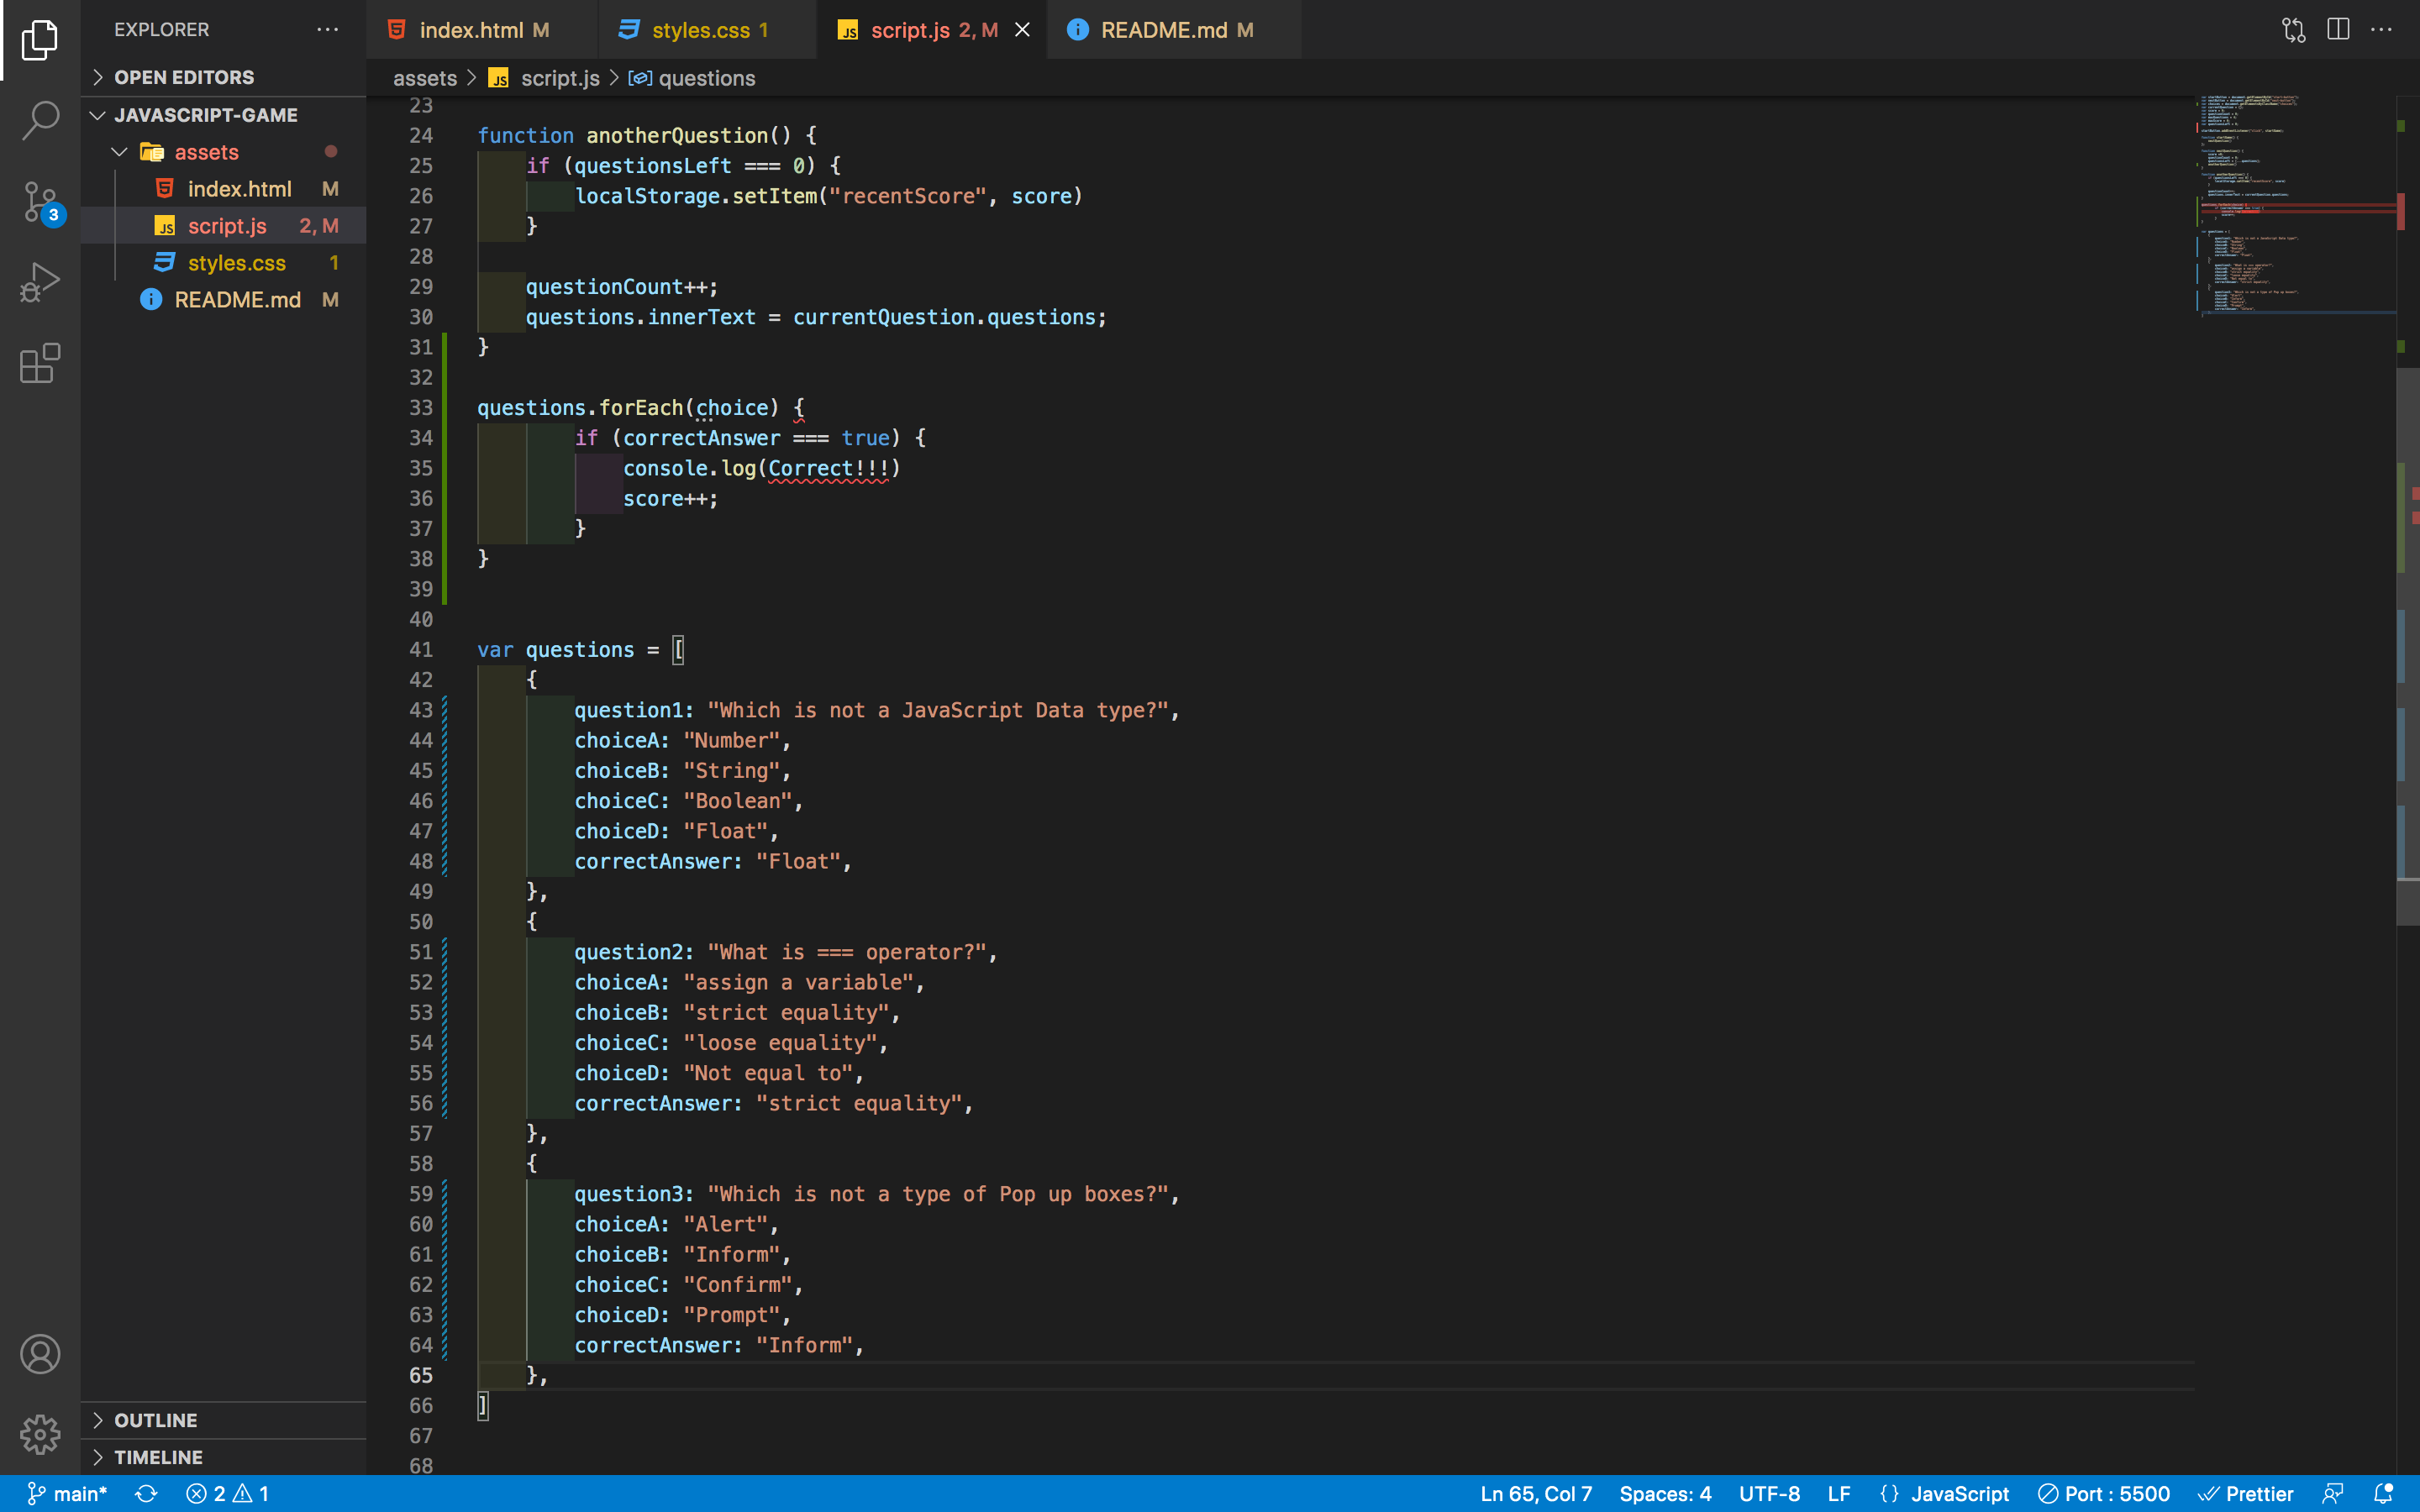 EXPLORER
OPEN EDITORS
JAVASCRIPT-GAME
assets
index.html M
script.js 2, M
styles.css 1
README.md M
OUTLINE
TIMELINE
index.html M
styles.css 1
JS script.js 2, M
README.md M
assets > JS script.js > questions
23
24 function anotherQuestion() {
25 if (questionsLeft === 0) {
26 localStorage.setItem("recentScore", score)
27 }
28
29 questionCount++;
30 questions.innerText = currentQuestion.questions;
31 }
32
33 questions.forEach(choice) {
34 if (correctAnswer === true) {
35 console.log(Correct!!!)
36 score++;
37 }
38 }
39
40
41 var questions = [
42 {
43 question1: "Which is not a JavaScript Data type?",
44 choiceA: "Number",
45 choiceB: "String",
46 choiceC: "Boolean",
47 choiceD: "Float",
48 correctAnswer: "Float",
49 },
50 {
51 question2: "What is === operator?",
52 choiceA: "assign a variable",
53 choiceB: "strict equality",
54 choiceC: "loose equality",
55 choiceD: "Not equal to",
56 correctAnswer: "strict equality",
57 },
58 {
59 question3: "Which is not a type of Pop up boxes?",
60 choiceA: "Alert",
61 choiceB: "Inform",
62 choiceC: "Confirm",
63 choiceD: "Prompt",
64 correctAnswer: "Inform",
65 },
66 ]
67
68
3
main* 2 1 Ln 65, Col 7 Spaces: 4 UTF-8 LF {} JavaScript Port : 5500 Prettier